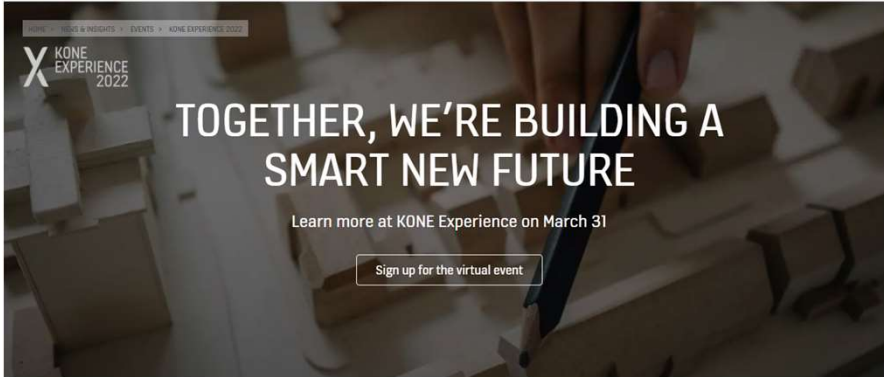 HOME > NEWS & INSIGHTS > EVENTS > KONE EXPERIENCE 2022
X KONE
EXPERIENCE
2022
TOGETHER, WE'RE BUILDING A
SMART NEW FUTURE
Learn more at KONE Experience on March 31
Sign up for the virtual event